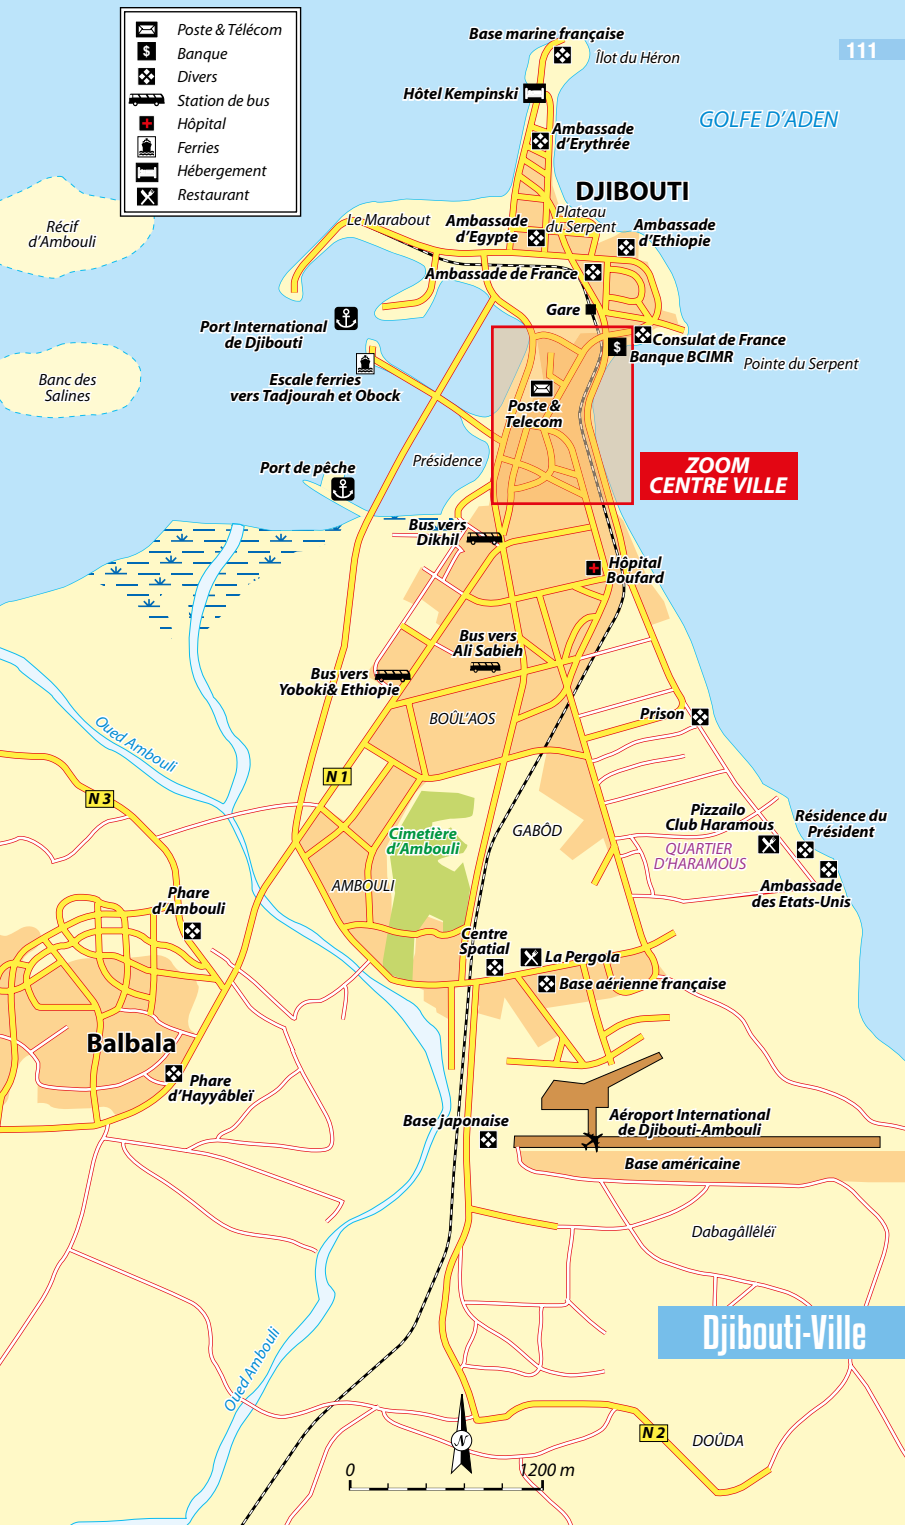 Poste & Télécom
$
Banque
Divers
Station de bus
Hôpital
Ferries
Hébergement
Restaurant
111
Base marine française
Îlot du Héron
Hôtel Kempinski
GOLFE D'ADEN
Ambassade
d'Erythrée
DJIBOUTI
Plateau
du Serpent
Le Marabout
Ambassade
d'Egypte
Ambassade
d'Ethiopie
Récif
d'Ambouli
Ambassade de France
Gare
Port International
de Djibouti
Consulat de France
$
Banque BCIMR
Pointe du Serpent
Escale ferries
vers Tadjourah et Obock
Banc des
Salines
Poste &
Telecom
Présidence
Port de pêche
ZOOM
CENTRE VILLE
Bus vers
Dikhil
Hôpital
Boufard
Bus vers
Ali Sabieh
Bus vers
Yoboki& Ethiopie
BOÛL'AOS
Prison
Oued Ambouli
N 1
N 3
Cimetière
d'Ambouli
GABÔD
Pizzailo
Club Haramous
Résidence du
Président
QUARTIER
D'HARAMOUS
Ambassade
des Etats-Unis
AMBOULI
Phare
d'Ambouli
Centre
Spatial
La Pergola
Base aérienne française
Balbala
Phare
d'Hayyâbleï
Base japonaise
Aéroport International
de Djibouti-Ambouli
Base américaine
Dabagâllêléï
Djibouti-Ville
Oued Ambouli
N 2
DOÛDA
N
0
1200 m